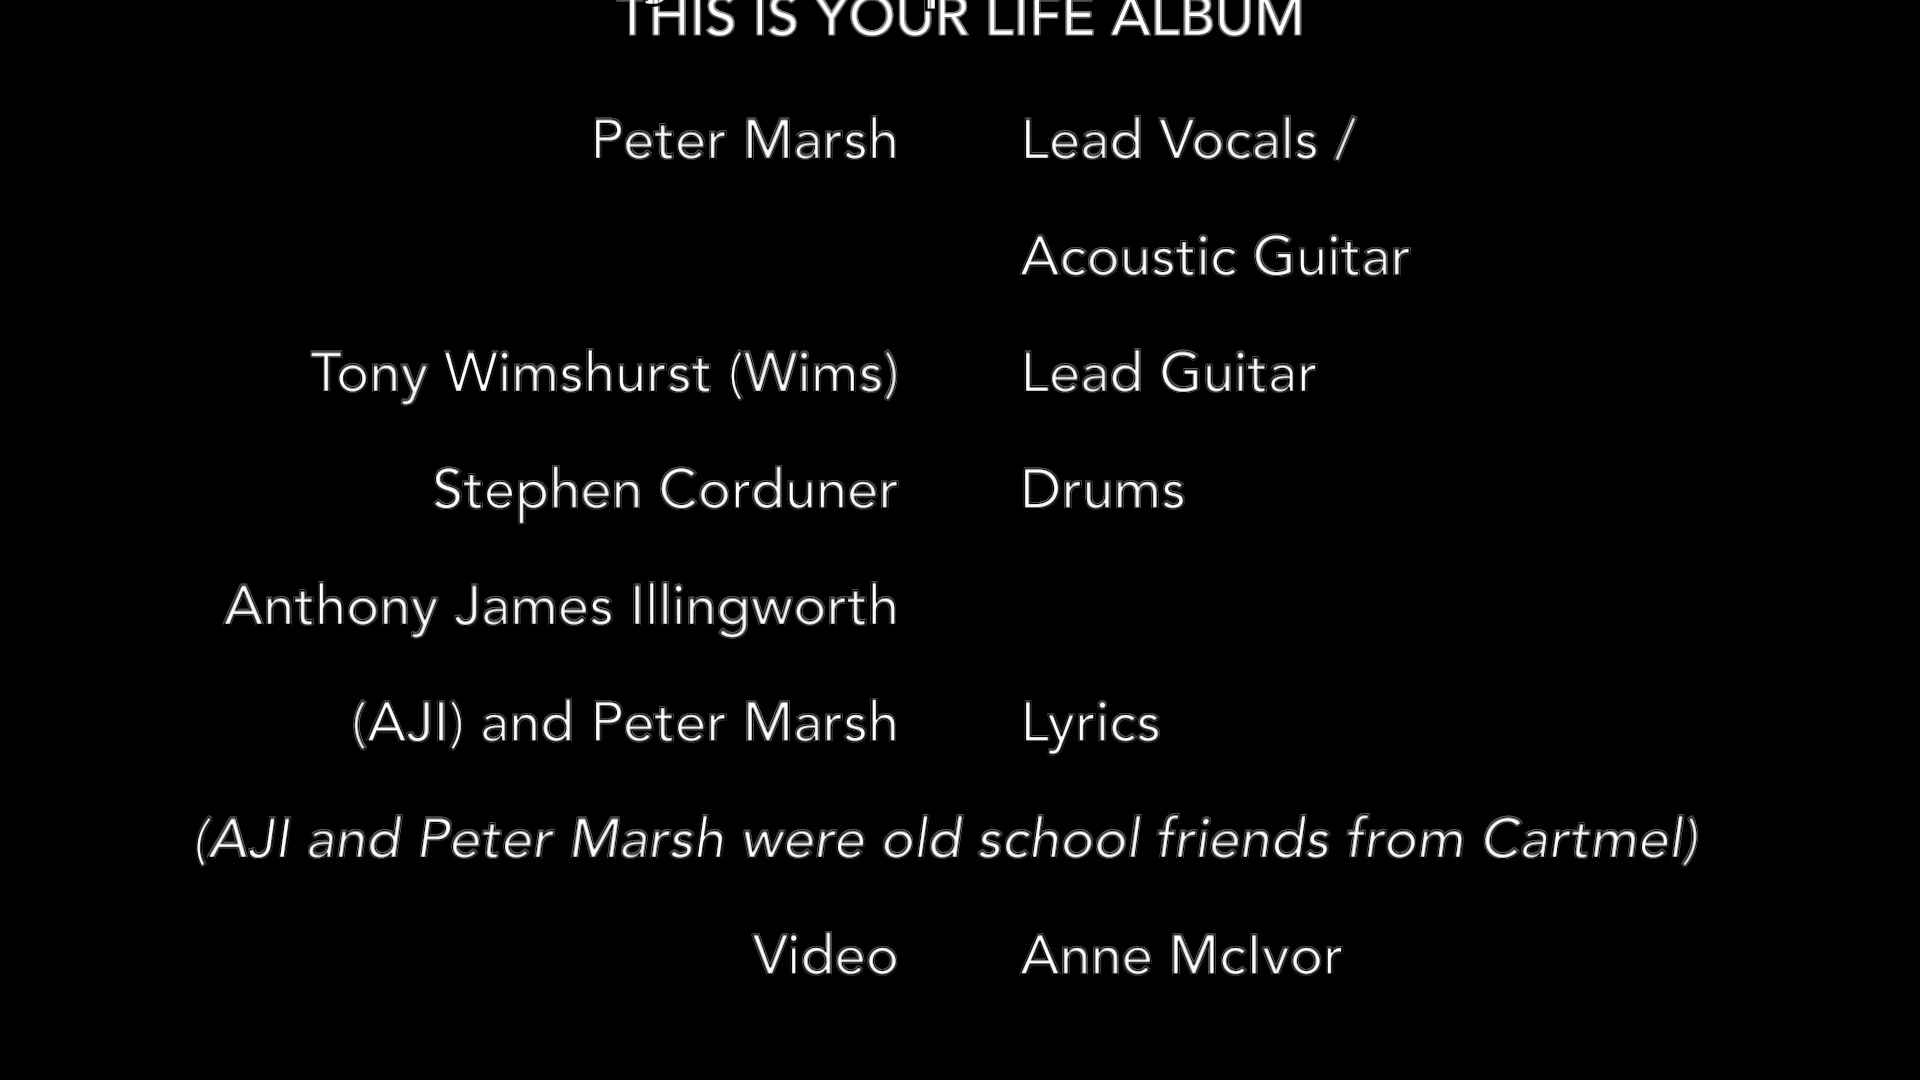 THIS IS YOUR LIFE ALBUM
Peter Marsh Lead Vocals /
Acoustic Guitar
Tony Wimshurst (Wims) Lead Guitar
Stephen Corduner Drums
Anthony James Illingworth
(AJI) and Peter Marsh Lyrics
(AJI and Peter Marsh were old school friends from Cartmel)
Video Anne McIvor